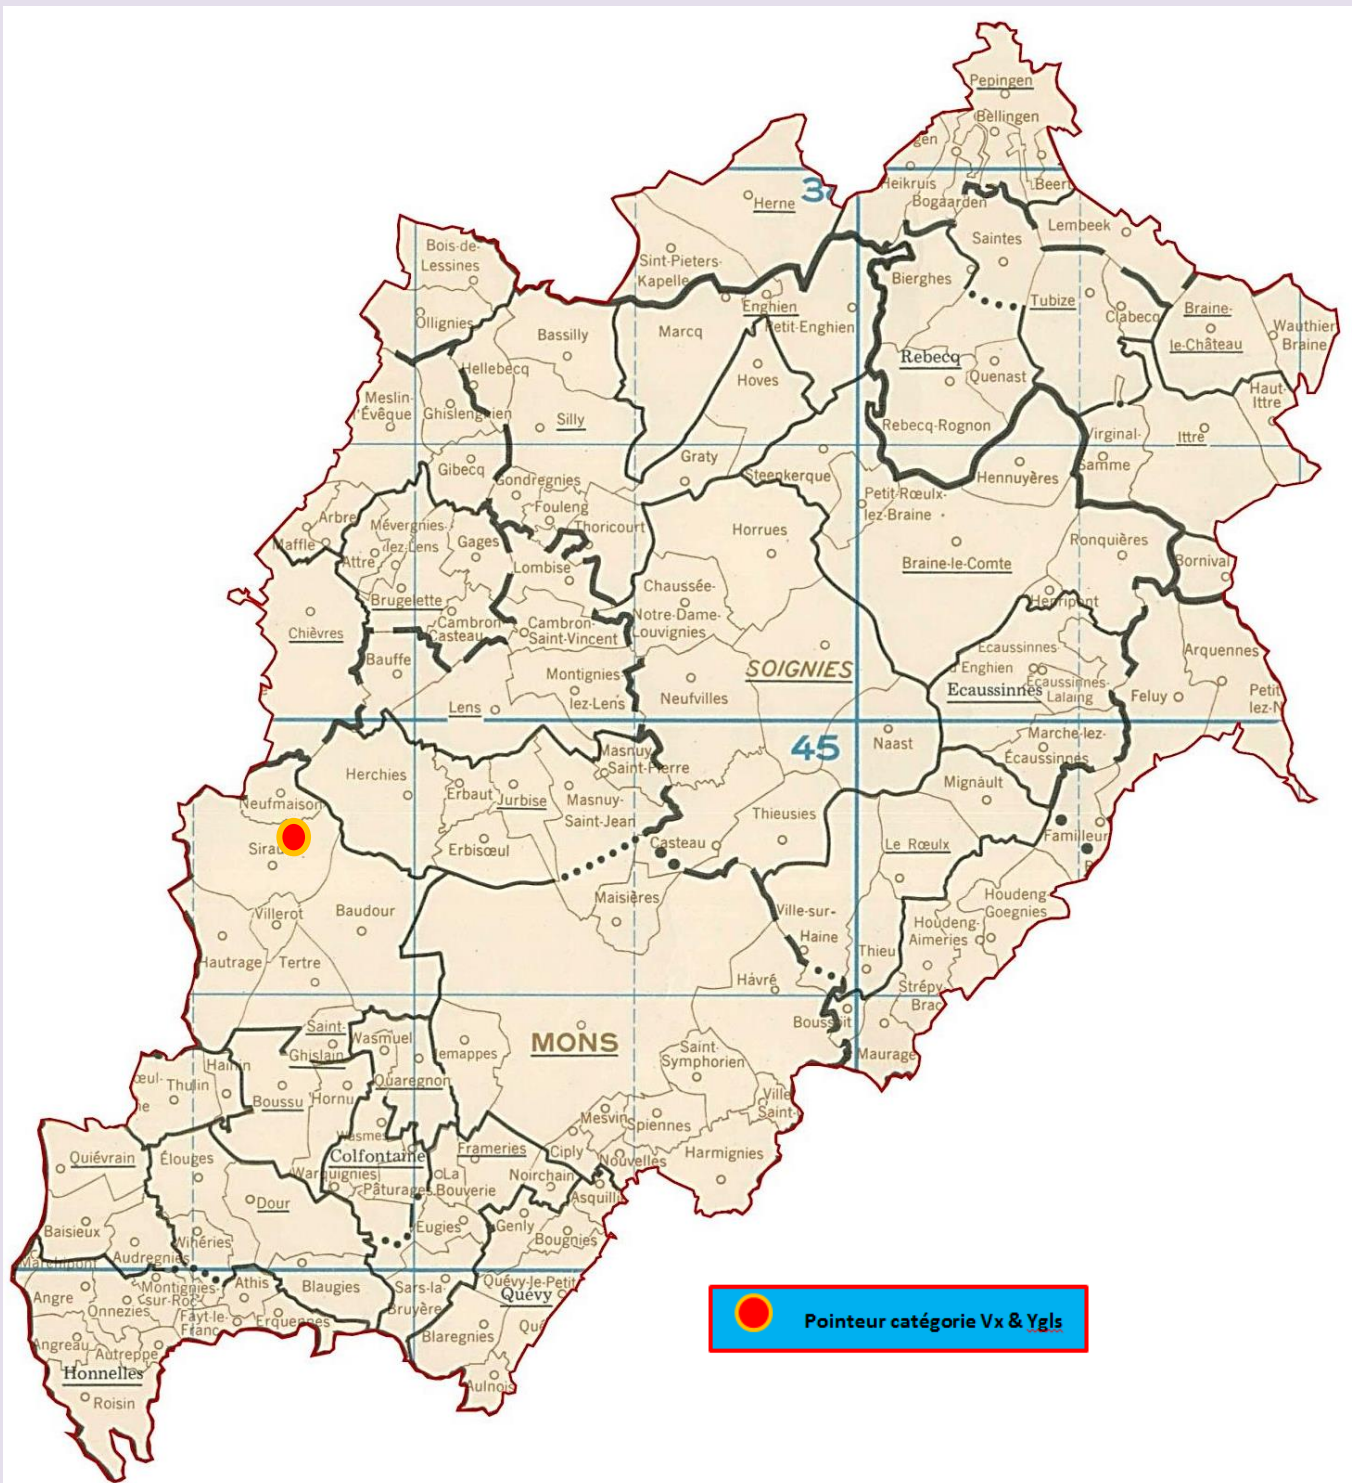 Pepingen
Bellingen
gen
Heikruis
Beert
Bogaarden
Herne
Lembeek
Saintes
Bois-de-
Lessines
Sint-Pieters-
Kapelle
Bierghes
Enghien
Tubize
Clabecq
Braine-
le-Château
Wauthier
Braine
Ollignies
Bassilly
Marcq
Petit-Enghien
Rebecq
Quenast
Hellebecq
Hoves
Haut-
Ittre
Meslin-
l'Évêque
Ghislenghien
Silly
Rebecq-Rognon
Virginal-
Samme
Ittre
Gibecq
Graty
Steenkerque
Hennuyères
Gondregnies
Petit-Rœulx-
lez-Braine
Fouleng
Thoricourt
Arbre
Mévergnies-
lez-Lens
Horrues
Maffle
Attre
Gages
Ronquières
Lombise
Braine-le-Comte
Bornival
Chaussée-
Notre-Dame-
Louvignies
Brugelette
Henripont
Chièvres
Cambron
Casteau
Cambron-
Saint-Vincent
Bauffe
Ecaussinnes-
d'Enghien
Arquennes
Montignies-
lez-Lens
SOIGNIES
Ecaussinnes
Ecaussinnes-
Lalaing
Neufvilles
Feluy
Petit
Lens
45
Naast
Marche-lez-
Écaussinnes
Masnuy-
Saint-Pierre
Herchies
Erbaut
Jurbise
Masnuy-
Saint-Jean
Mignault
Neufmaison
Thieusies
Familleur
Erbisœul
Casteau
Le Rœulx
Maisières
Houdeng-
Goegnies
Villerot
Baudour
Ville-sur-
Haine
Houdeng-
Aimeries
Hautrage
Tertre
Thieu
Havré
Strépy
Brac
Saint-
Ghislain
Wasmuel
MONS
Saint-
Symphorien
Maurage
Hainin
Thulin
Boussu
Hornu
Quaregnon
Ville
Saint-
Mesvin
Spiennes
Wasmes
Quiévrain
Élouges
Colfontaine
Frameries
Ciply
Nouvelles
Harmignies
Warquignies
Pâturages
La
Bouverie
Noirchain
Asquilli
Dour
Baisieux
Wihéries
Eugies
Genly
Bougnies
Audregnies
Marchipont
Angre
Montignies-
sur-Roc
Athis
Blaugies
Sars-la-
Bruyère
Quévy-le-Petit
Quévy
Onnezies
Fayt-le-
Franc
Erquennes
Blaregnies
Qué
Angreau
Autreppe
Honnelles
Roisin
Aulnois
Pointeur catégorie Vx & Ygls